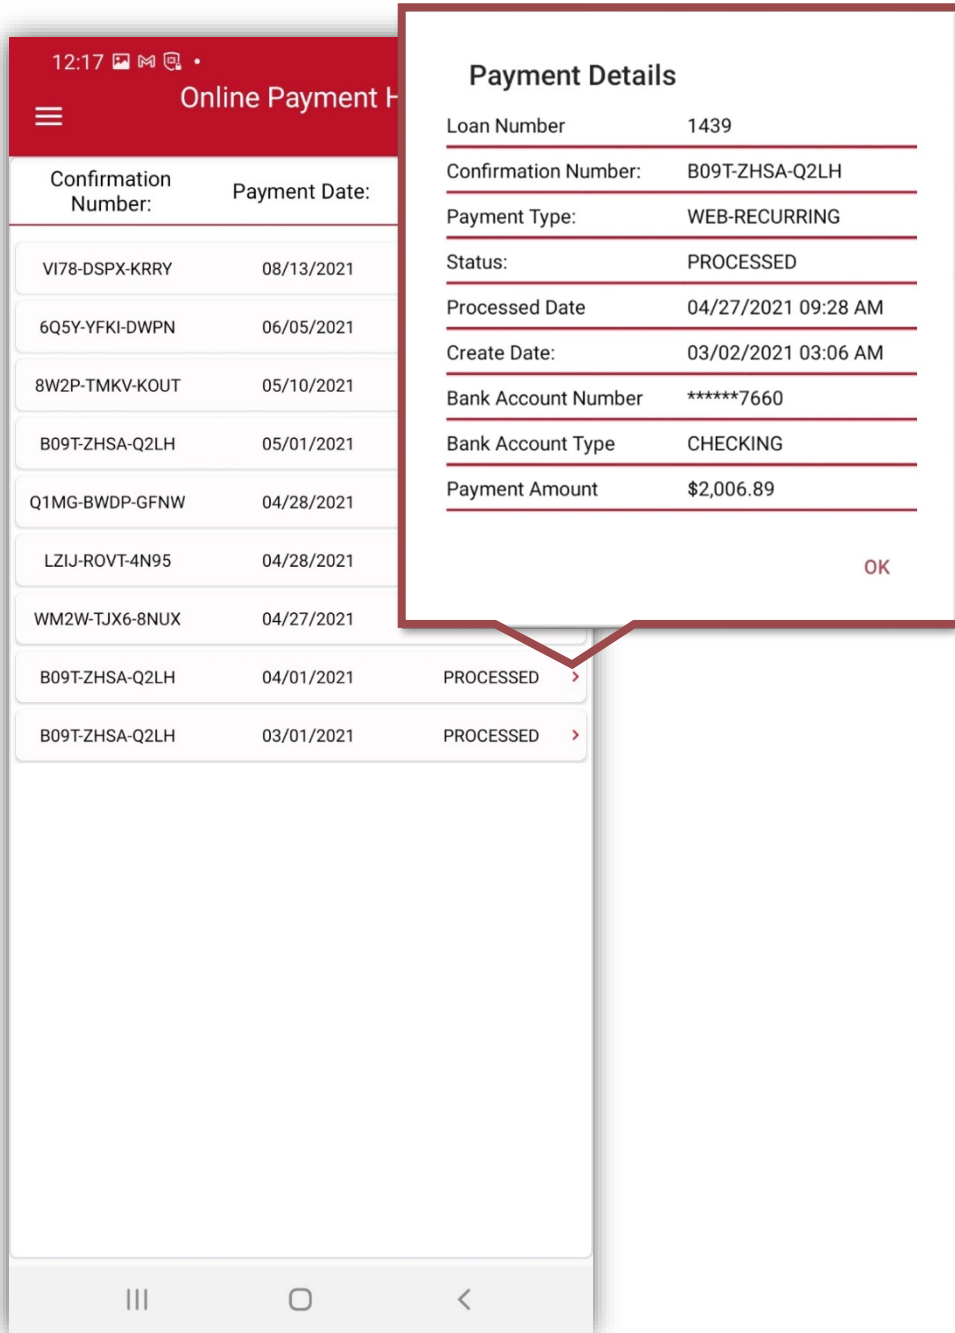 12:17
Online Payment H
Confirmation
Number:
Payment Date:
VI78-DSPX-KRRY 08/13/2021
6Q5Y-YFKI-DWPN 06/05/2021
8W2P-TMKV-KOUT 05/10/2021
B09T-ZHSA-Q2LH 05/01/2021
Q1MG-BWDP-GFNW 04/28/2021
LZIJ-ROVT-4N95 04/28/2021
WM2W-TJX6-8NUX 04/27/2021
B09T-ZHSA-Q2LH 04/01/2021 PROCESSED
B09T-ZHSA-Q2LH 03/01/2021 PROCESSED
Payment Details
Loan Number 1439
Confirmation Number: B09T-ZHSA-Q2LH
Payment Type: WEB-RECURRING
Status: PROCESSED
Processed Date 04/27/2021 09:28 AM
Create Date: 03/02/2021 03:06 AM
Bank Account Number ******7660
Bank Account Type CHECKING
Payment Amount $2,006.89
OK